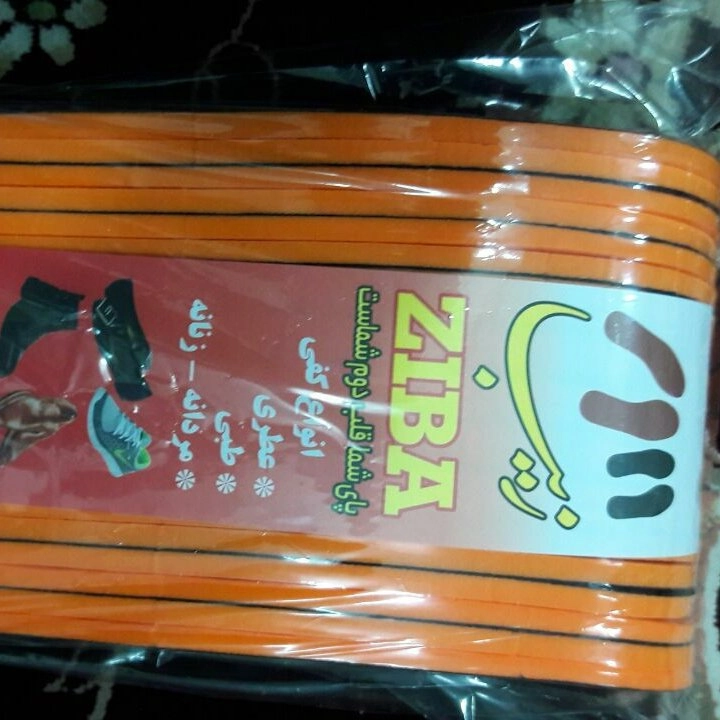 زیبا
ZIBA
پای شما قلب دوم شماست
انواع کفی
* عطری
* طبی
* مردانه - زنانه